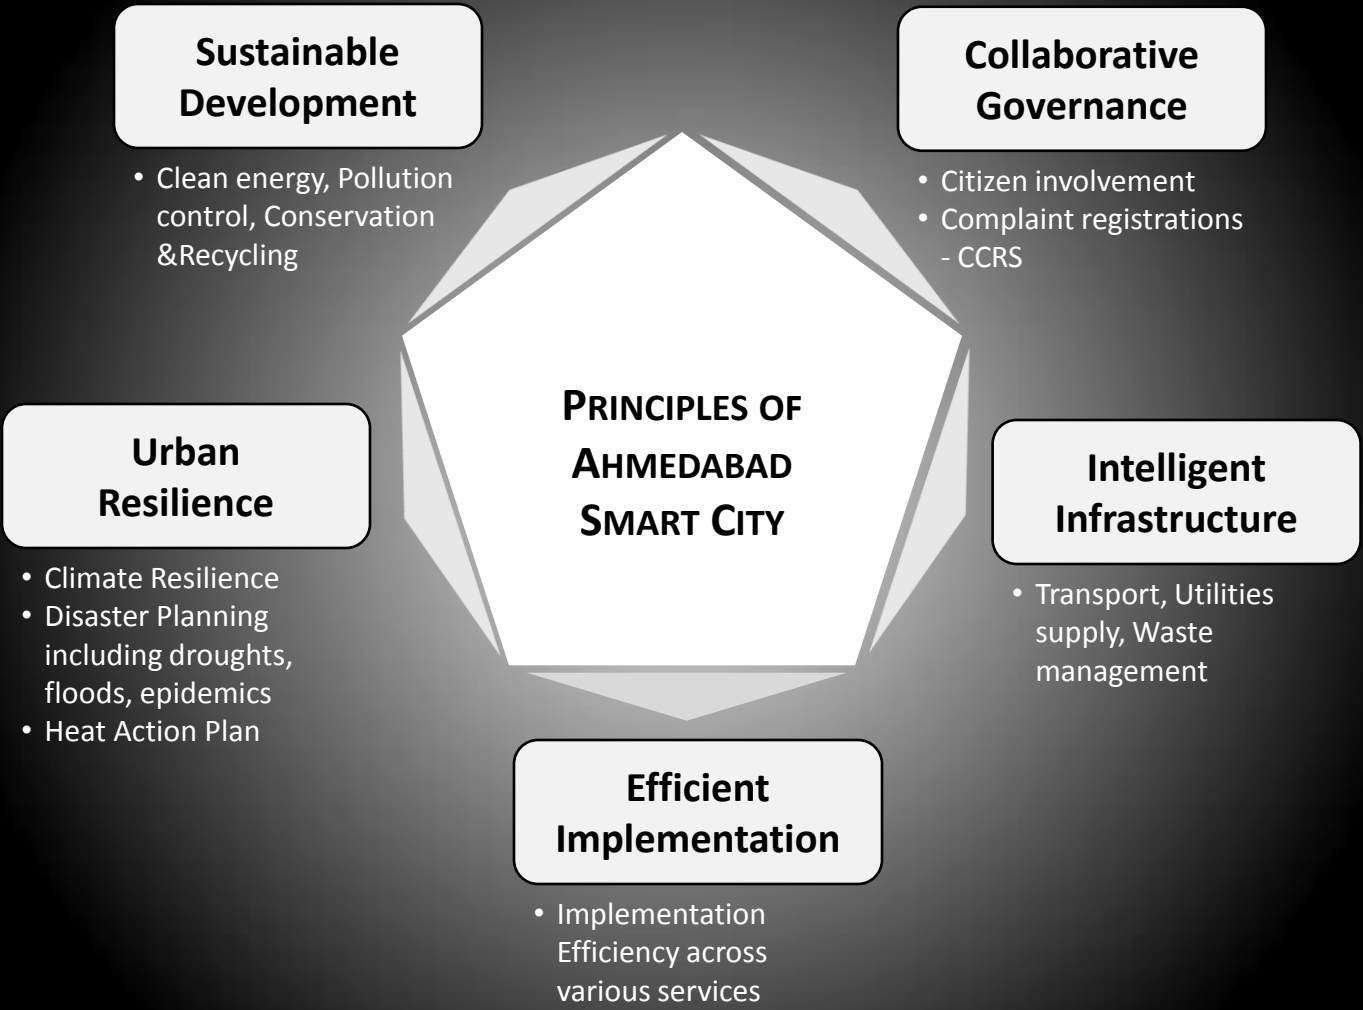 Sustainable
Development
• Clean energy, Pollution
control, Conservation
&Recycling
Collaborative
Governance
• Citizen involvement
• Complaint registrations
- CCRS
PRINCIPLES OF
AHMEDABAD
SMART CITY
Urban
Resilience
• Climate Resilience
• Disaster Planning
including droughts,
floods, epidemics
• Heat Action Plan
Intelligent
Infrastructure
• Transport, Utilities
supply, Waste
management
Efficient
Implementation
• Implementation
Efficiency across
various services